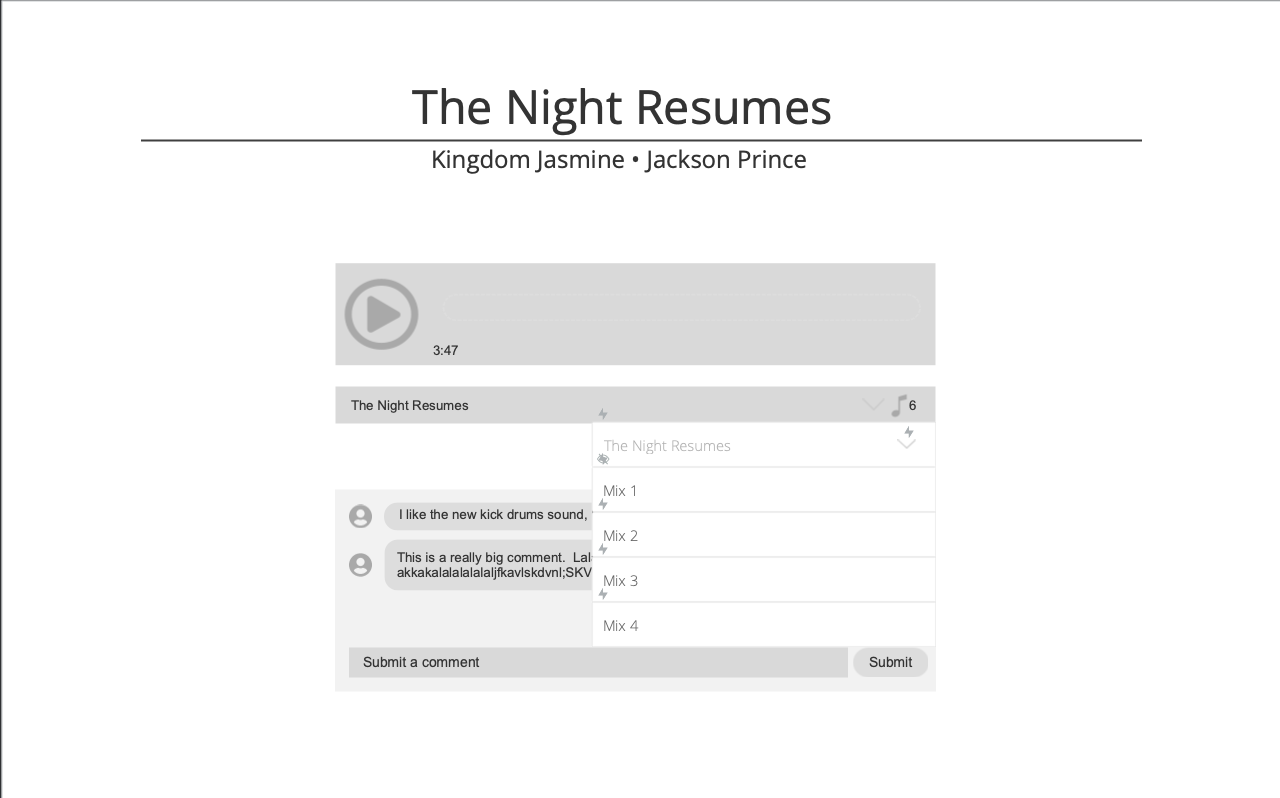 The Night Resumes
Kingdom Jasmine • Jackson Prince
3:47
The Night Resumes
6
The Night Resumes
Mix 1
I like the new kick drums sound,
Mix 2
This is a really big comment.  Lal
akkakalalalalalaljfkavlskdvnl;SKV
Mix 3
Mix 4
Submit a comment
Submit